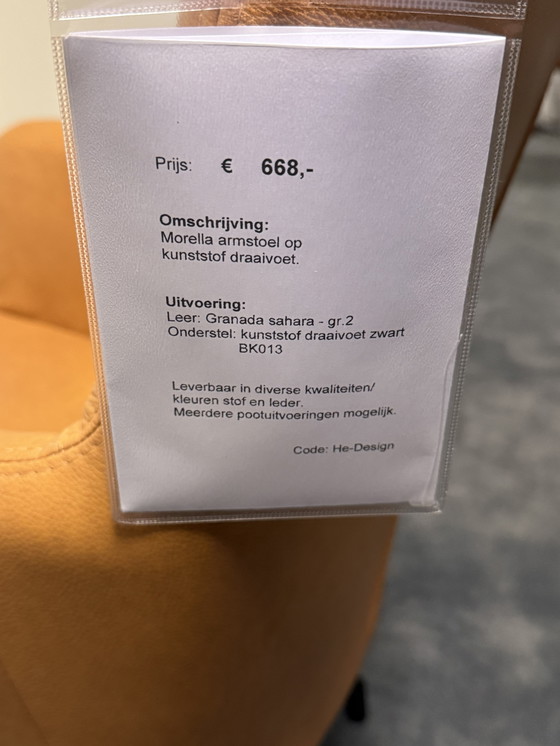 Prijs: € 668,-
Omschrijving:
Morella armstoel op
kunststof draaivoet.
Uitvoering:
Leer: Granada sahara - gr.2
Onderstel: kunststof draaivoet zwart
BK013
Leverbaar in diverse kwaliteiten/
kleuren stof en leder.
Meerdere pootuitvoeringen mogelijk.
Code: He-Design